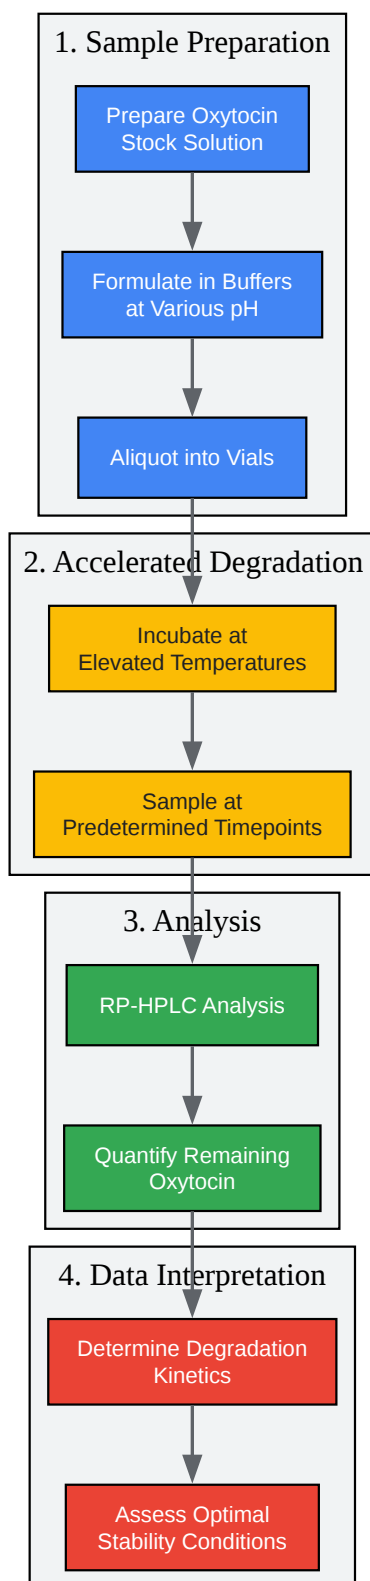 1. Sample Preparation
Prepare Oxytocin
Stock Solution
Formulate in Buffers
at Various pH
Aliquot into Vials
2. Accelerated Degradation
Incubate at
Elevated Temperatures
Sample at
Predetermined Timepoints
3. Analysis
RP-HPLC Analysis
Quantify Remaining
Oxytocin
4. Data Interpretation
Determine Degradation
Kinetics
Assess Optimal
Stability Conditions